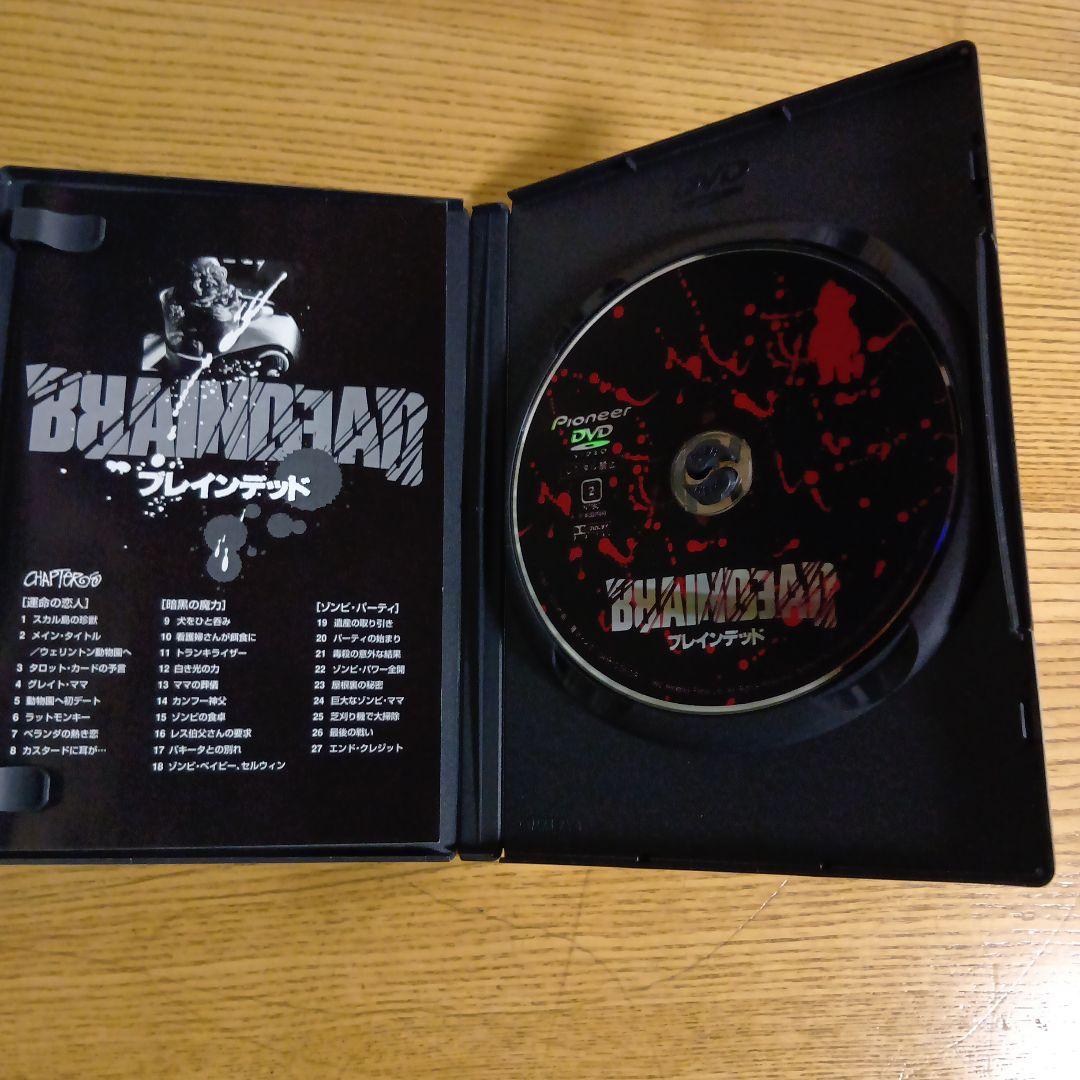 BRAINDEAD
ブレインデッド
CHAPTERS
[運命の恋人]
1 スカル島の珍獣
2 メイン・タイトル
／ウェリントン動物園へ
3 タロット・カードの予言
4 グレイト・ママ
5 動物園へ初デート
6 ラットモンキー
7 ベランダの熱き恋
8 カスタードに耳が…
[暗黒の魔力]
9 犬をひと呑み
10 看護婦さんが餌食に
11 トランキライザー
12 白き光の力
13 ママの葬儀
14 カンフー神父
15 ゾンビの食卓
16 レス伯父さんの要求
17 パキータとの別れ
18 ゾンビ・ベイビー、セルウィン
[ゾンビ・パーティ]
19 遺産の取り引き
20 パーティの始まり
21 毒殺の意外な結果
22 ゾンビ・パワー全開
23 屋根裏の秘密
24 巨大なゾンビ・ママ
25 芝刈り機で大掃除
26 最後の戦い
27 エンド・クレジット
DVD
Pioneer
DVD
VIDEO
2
BRAINDEAD
ブレインデッド